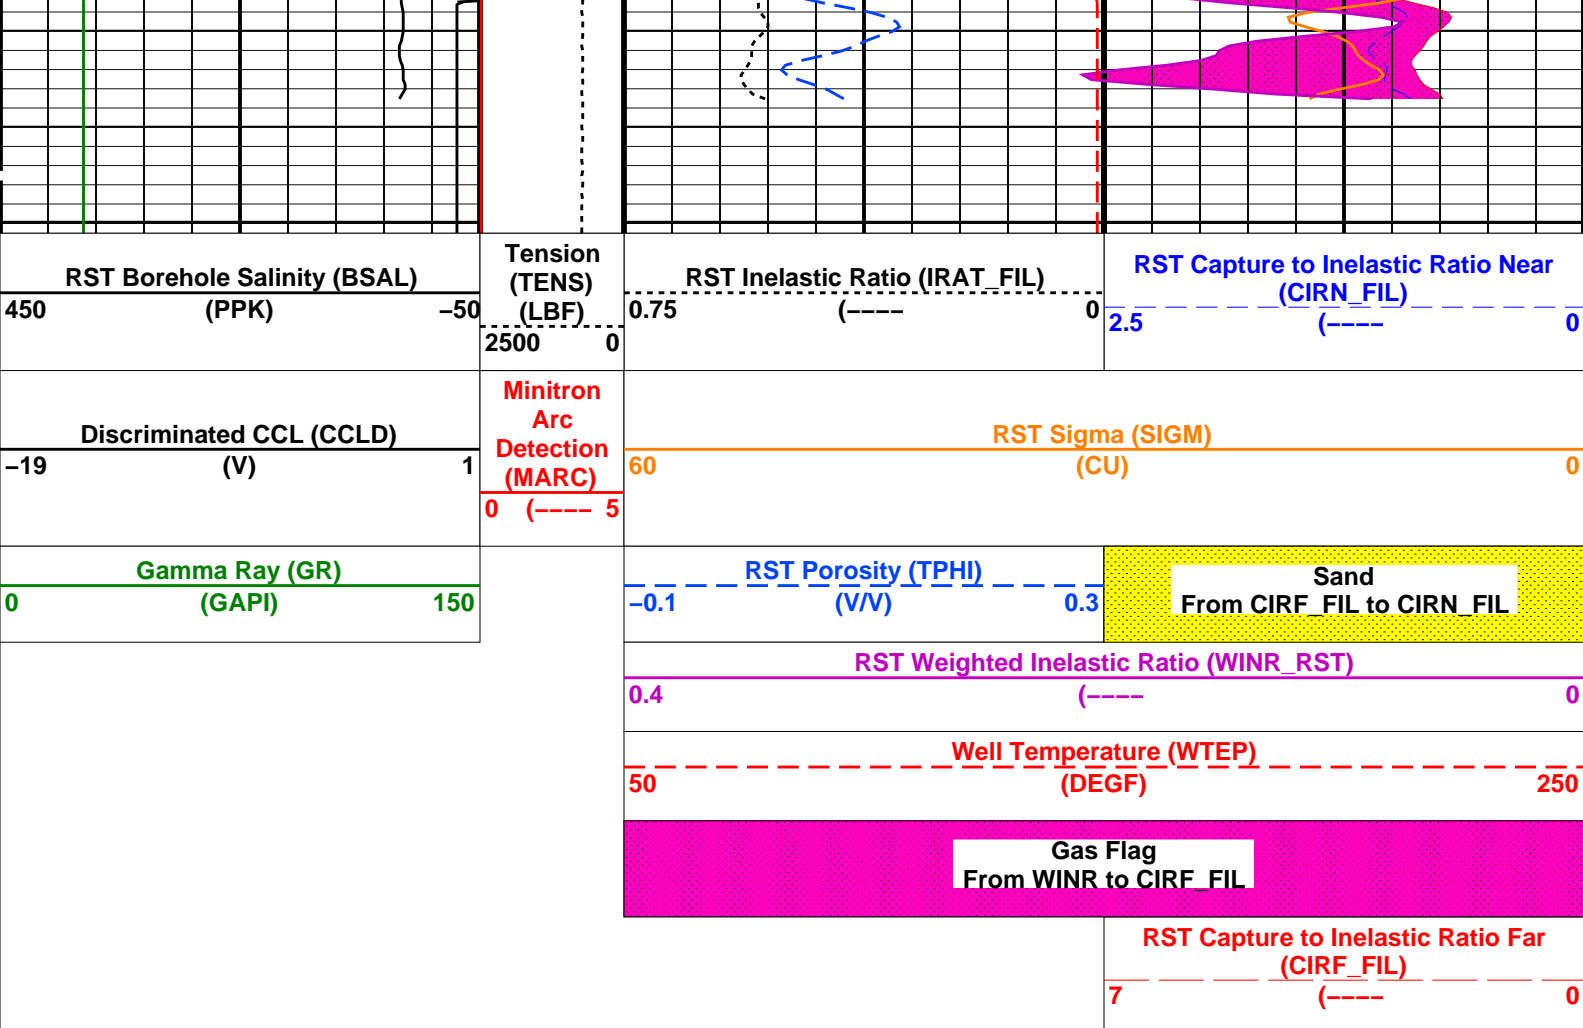 RST Borehole Salinity (BSAL)
450 (PPK) −50
Tension
(TENS)
(LBF)
2500 0
RST Inelastic Ratio (IRAT_FIL)
0.75 (−−−− 0
RST Capture to Inelastic Ratio Near
(CIRN_FIL)
2.5 (−−−− 0
Discriminated CCL (CCLD)
−19 (V) 1
Minitron
Arc
Detection
(MARC)
0 (−−−− 5
RST Sigma (SIGM)
60 (CU) 0
Gamma Ray (GR)
0 (GAPI) 150
RST Porosity (TPHI)
−0.1 (V/V) 0.3
Sand
From CIRF_FIL to CIRN_FIL
RST Weighted Inelastic Ratio (WINR_RST)
0.4 (−−−− 0
Well Temperature (WTEP)
50 (DEGF) 250
Gas Flag
From WINR to CIRF_FIL
RST Capture to Inelastic Ratio Far
(CIRF_FIL)
7 (−−−− 0